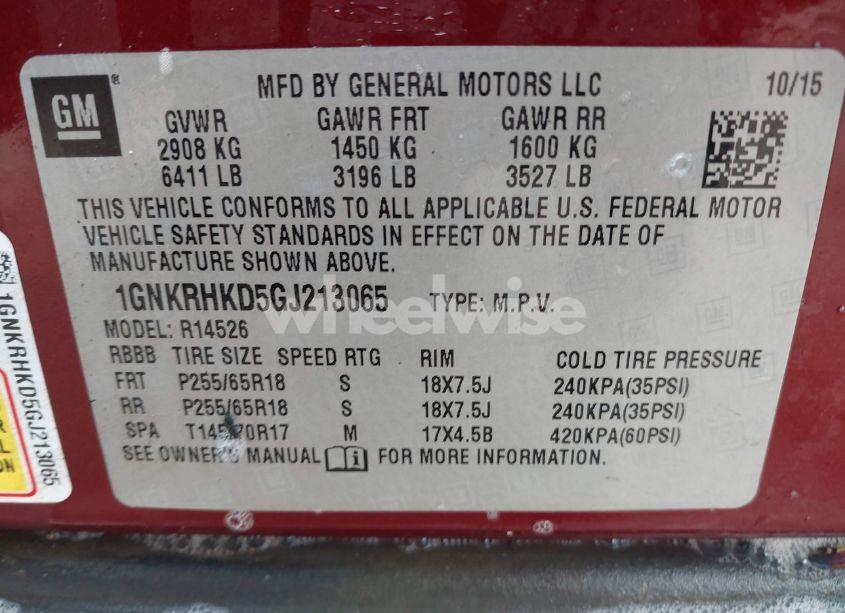 GM
MFD BY GENERAL MOTORS LLC 10/15
GVWR GAWR FRT GAWR RR
2908 KG 1450 KG 1600 KG
6411 LB 3196 LB 3527 LB
THIS VEHICLE CONFORMS TO ALL APPLICABLE U.S. FEDERAL MOTOR
VEHICLE SAFETY STANDARDS IN EFFECT ON THE DATE OF
MANUFACTURE SHOWN ABOVE.
1GNKRHKD5GJ213065 TYPE: M.P.V.
wheelwise
MODEL: R14526
RBBB TIRE SIZE SPEED RTG RIM COLD TIRE PRESSURE
FRT P255/65R18 S 18X7.5J 240KPA(35PSI)
RR P255/65R18 S 18X7.5J 240KPA(35PSI)
SPA T145/70R17 M 17X4.5B 420KPA(60PSI)
SEE OWNER'S MANUAL FOR MORE INFORMATION.
1GNKRHKD5GJ213065